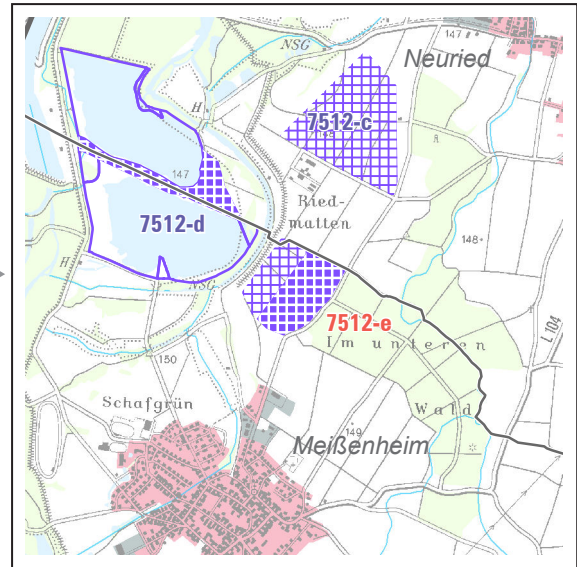 NSG
147
Neuried
H
7512-c
147
Ried-
matten
A
7512-d
148
H
NSG
7512-e
Im unteren
L 104
150
Schafgrün
Wald
149
Meißenheim